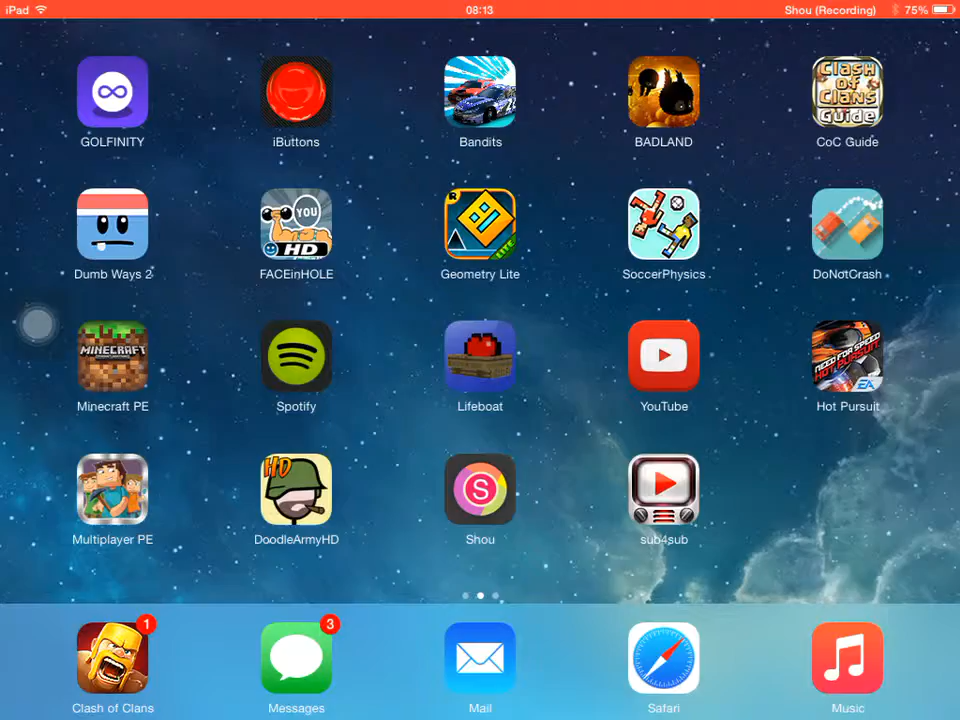 iPad 08:13 Shou (Recording) 75%
GOLFINITY iButtons Bandits BADLAND CoC Guide
Clash of Clans Guide
Dumb Ways 2 FACEinHOLE Geometry Lite SoccerPhysics DoNotCrash
YOU
HD
R
LITE
Minecraft PE Spotify Lifeboat YouTube Hot Pursuit
MINECRAFT
NEED FOR SPEED
HOT PURSUIT
EA
Multiplayer PE DoodleArmyHD Shou sub4sub
HD
S
1 3
Clash of Clans Messages Mail Safari Music